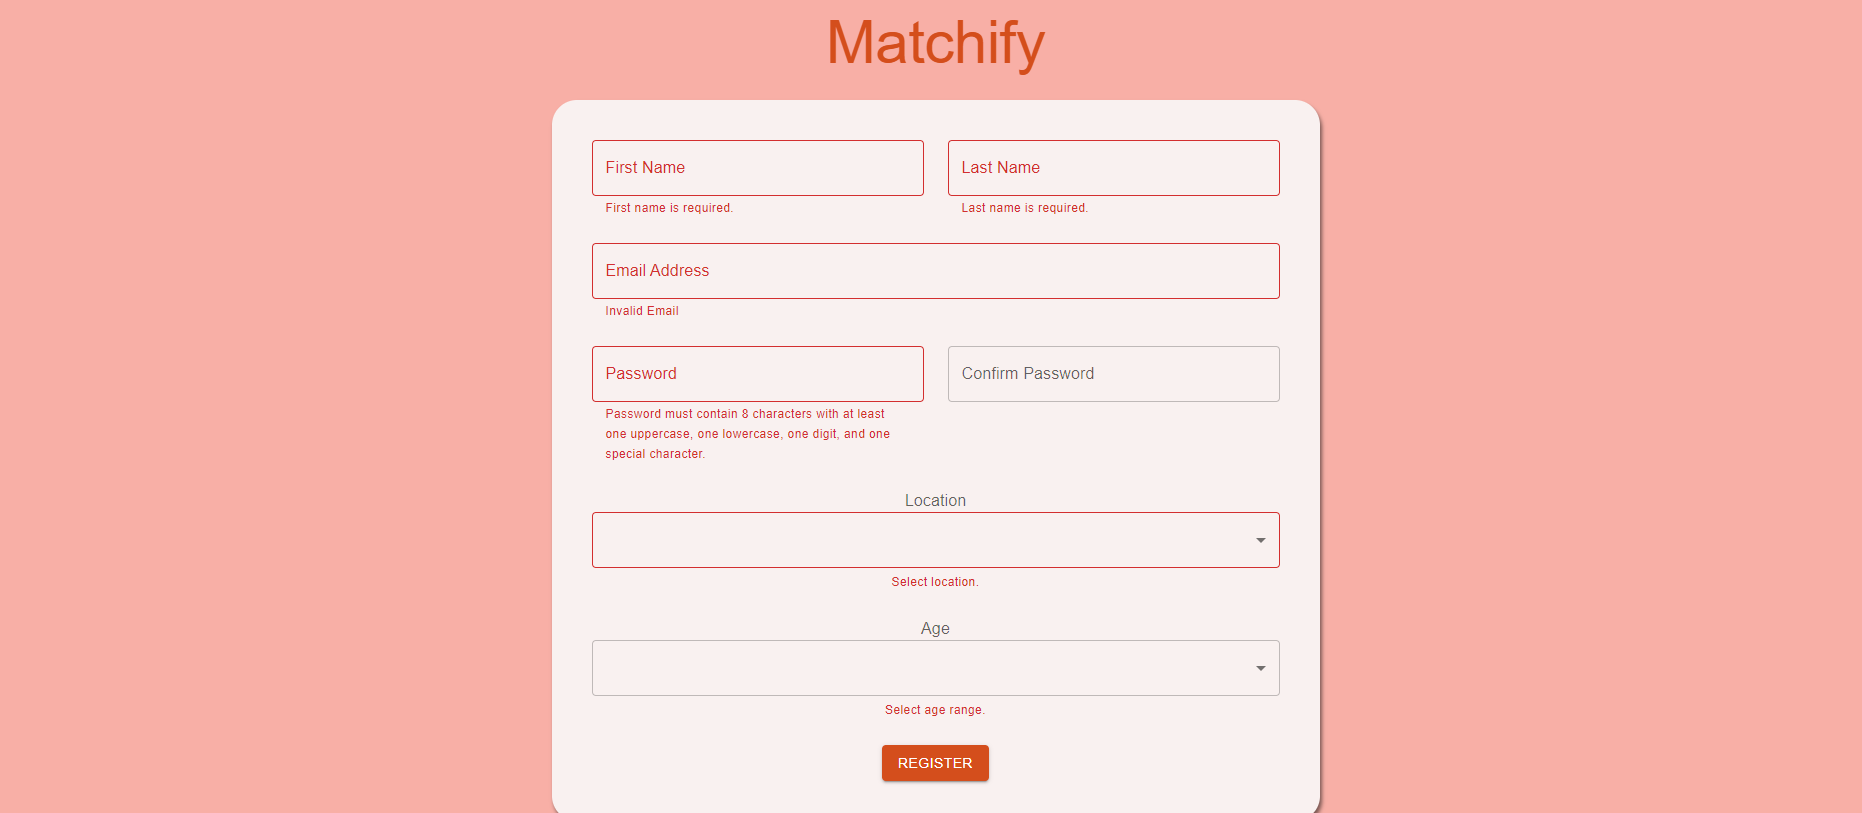 Matchify
First Name
Last Name
First name is required.
Last name is required.
Email Address
Invalid Email
Password
Confirm Password
Password must contain 8 characters with at least
one uppercase, one lowercase, one digit, and one
special character.
Location
Select location.
Age
Select age range.
REGISTER